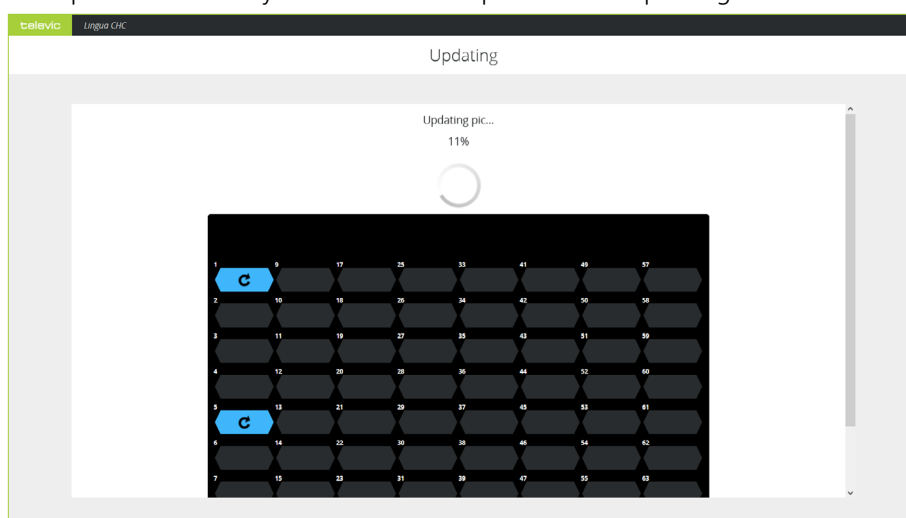 televic Lingua CHC
Updating
Updating pic...
11%
1 9 17 25 33 41 49 57
2 10 18 26 34 42 50 58
3 11 19 27 35 43 51 59
4 12 20 28 36 44 52 60
5 13 21 29 37 45 53 61
6 14 22 30 38 46 54 62
7 15 23 31 39 47 55 63